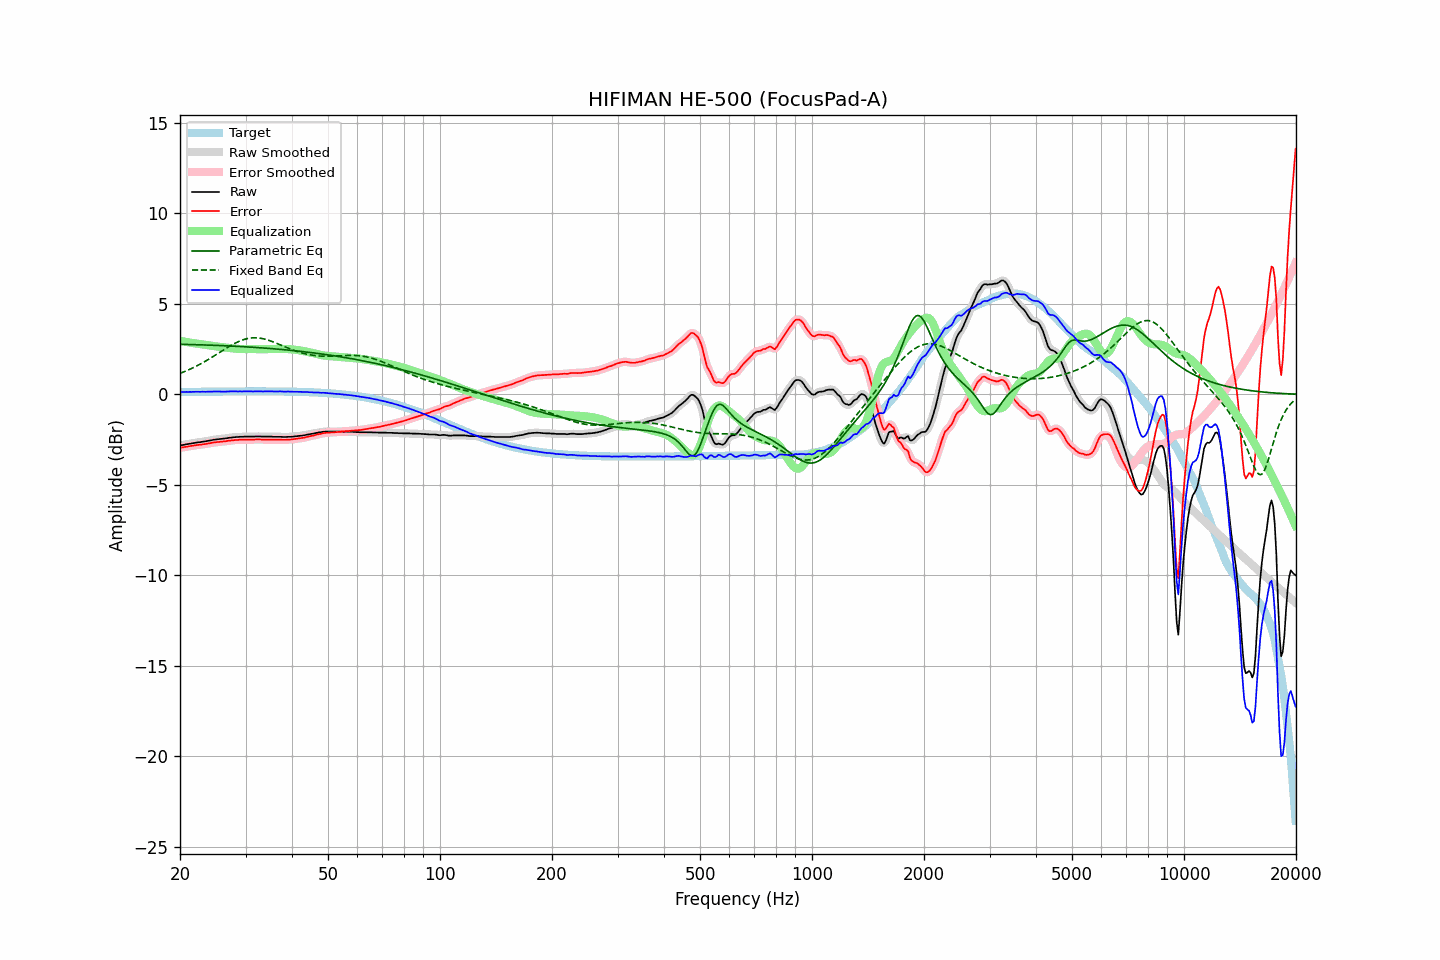 HIFIMAN HE-500 (FocusPad-A)
15
10
5
0
−5
−10
−15
−20
−25
Amplitude (dBr)
Target
Raw Smoothed
Error Smoothed
Raw
Error
Equalization
Parametric Eq
Fixed Band Eq
Equalized
20 50 100 200 500 1000 2000 5000 10000 20000
Frequency (Hz)